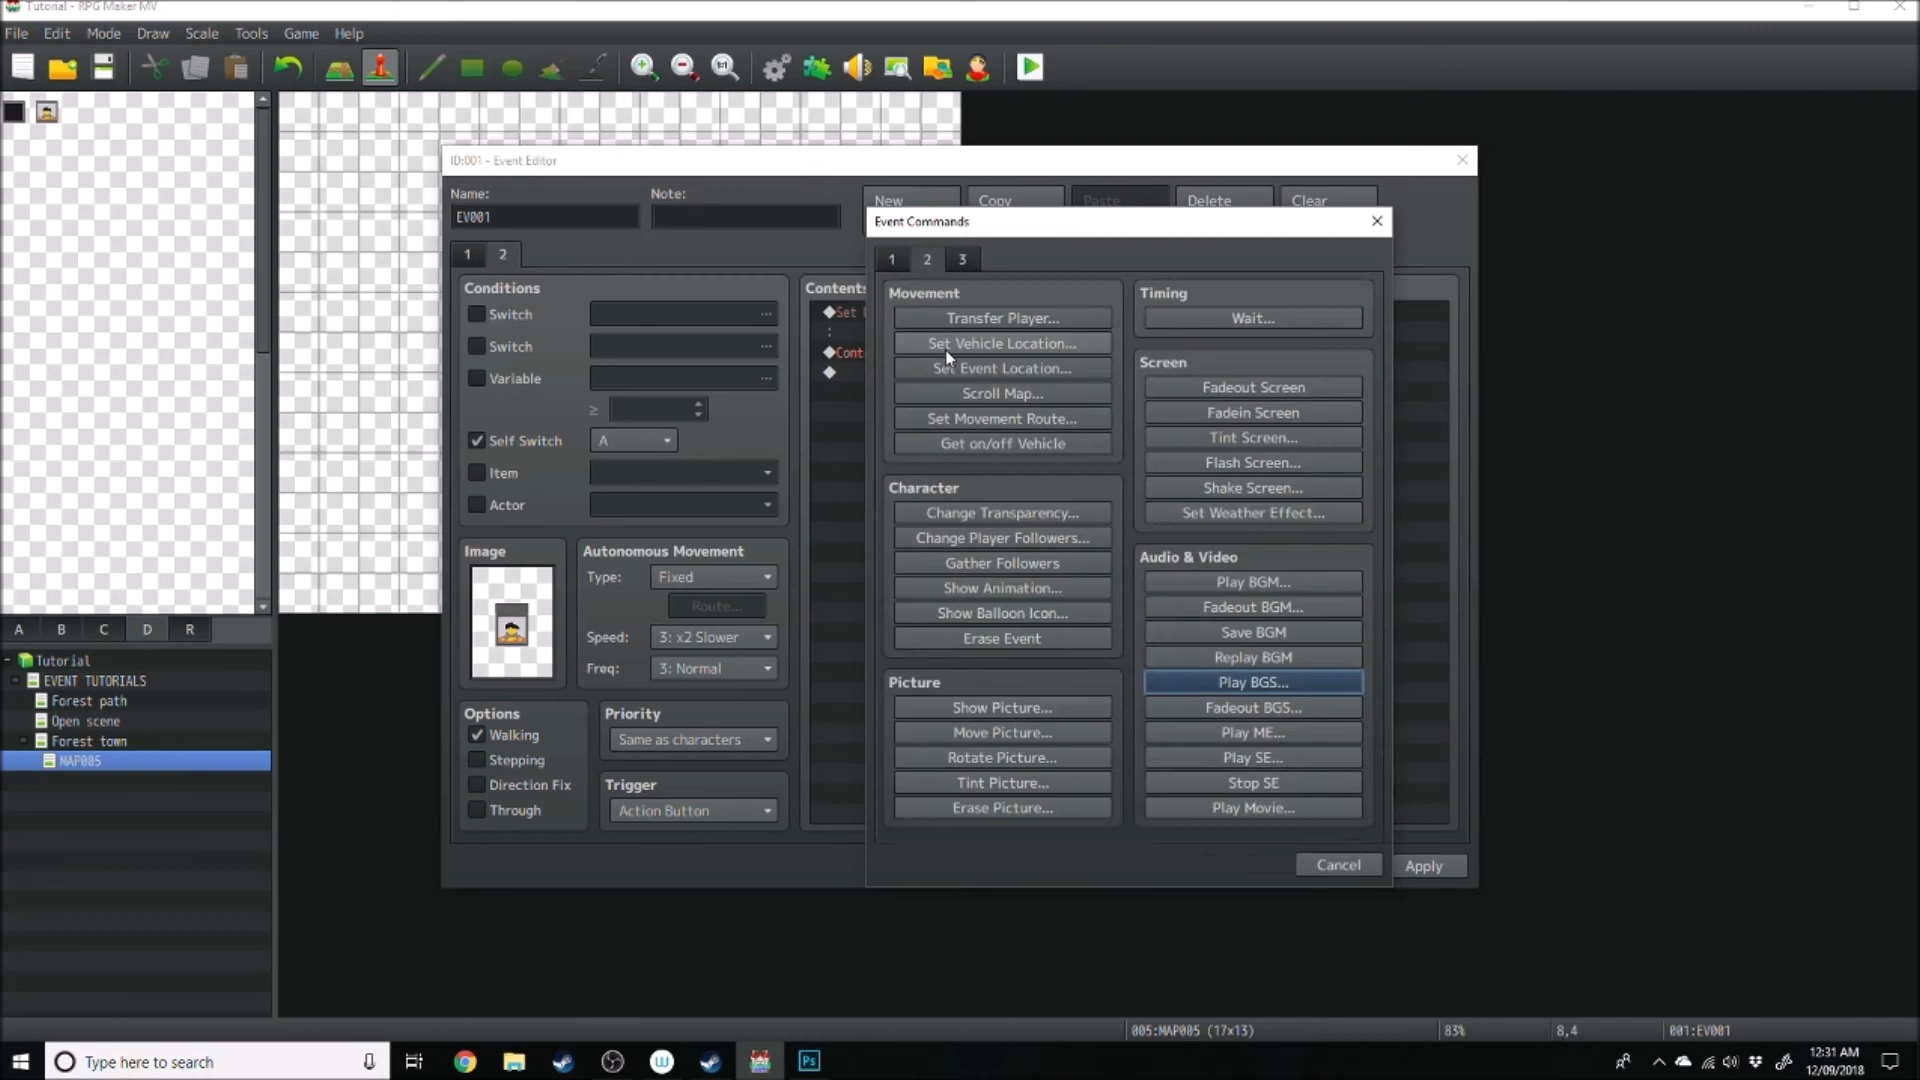 Tutorial - RPG Maker MV
File Edit Mode Draw Scale Tools Game Help
ID:001 - Event Editor
Name:
Note:
EV001
New
Copy
Paste
Delete
Clear
1 2
Conditions
Switch ...
Switch ...
Variable ...
≥
Self Switch A
Item
Actor
Image
Autonomous Movement
Type: Fixed
Route...
Speed: 3: x2 Slower
Freq: 3: Normal
Options
Walking
Stepping
Direction Fix
Through
Priority
Same as characters
Trigger
Action Button
Contents
◆Set
:
◆Cont
◆
Event Commands
1 2 3
Movement
Transfer Player...
Set Vehicle Location...
Set Event Location...
Scroll Map...
Set Movement Route...
Get on/off Vehicle
Character
Change Transparency...
Change Player Followers...
Gather Followers
Show Animation...
Show Balloon Icon...
Erase Event
Picture
Show Picture...
Move Picture...
Rotate Picture...
Tint Picture...
Erase Picture...
Timing
Wait...
Screen
Fadeout Screen
Fadein Screen
Tint Screen...
Flash Screen...
Shake Screen...
Set Weather Effect...
Audio & Video
Play BGM...
Fadeout BGM...
Save BGM
Replay BGM
Play BGS...
Fadeout BGS...
Play ME...
Play SE...
Stop SE
Play Movie...
Cancel
Apply
A B C D R
Tutorial
EVENT TUTORIALS
Forest path
Open scene
Forest town
MAP005
005:MAP005 (17x13)
83%
8,4
001:EV001
Type here to search
Ps
12:31 AM
12/09/2018